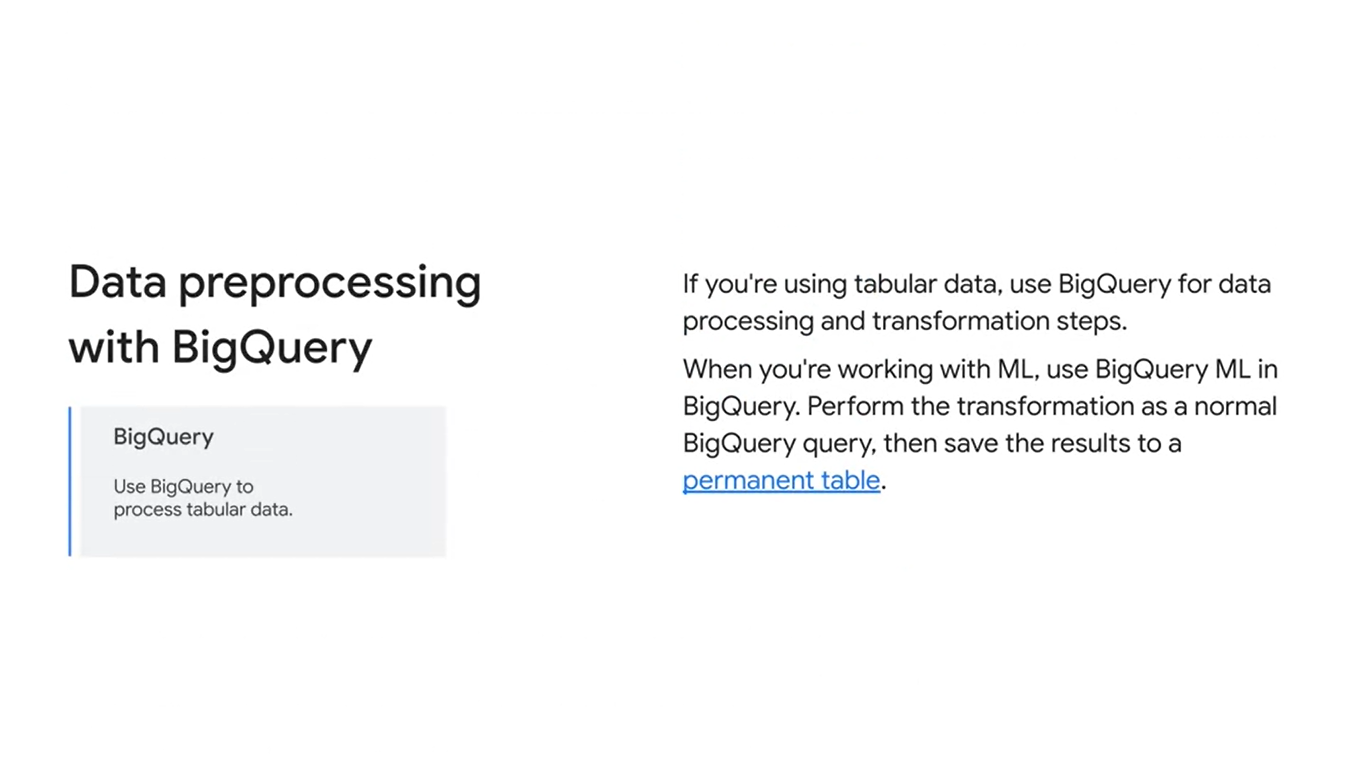 Data preprocessing
with BigQuery
BigQuery
Use BigQuery to
process tabular data.
If you're using tabular data, use BigQuery for data
processing and transformation steps.
When you're working with ML, use BigQuery ML in
BigQuery. Perform the transformation as a normal
BigQuery query, then save the results to a
permanent table.